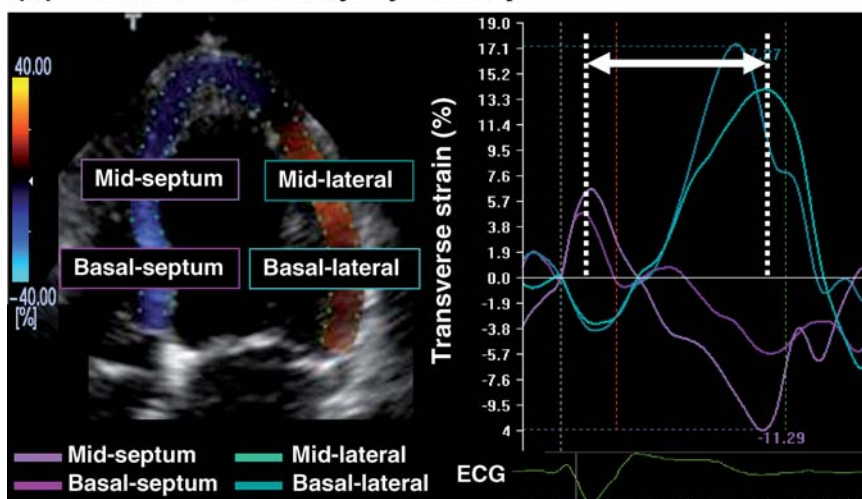 T
40.00
-40.00
[%]
Mid-septum
Mid-lateral
Basal-septum
Basal-lateral
Transverse strain (%)
19.0
17.1
15.2
13.3
11.4
9.5
7.6
5.7
3.8
1.9
0.0
-1.9
-3.8
-5.7
-7.6
-9.5
4
-11.29
Mid-septum
Mid-lateral
Basal-septum
Basal-lateral
ECG